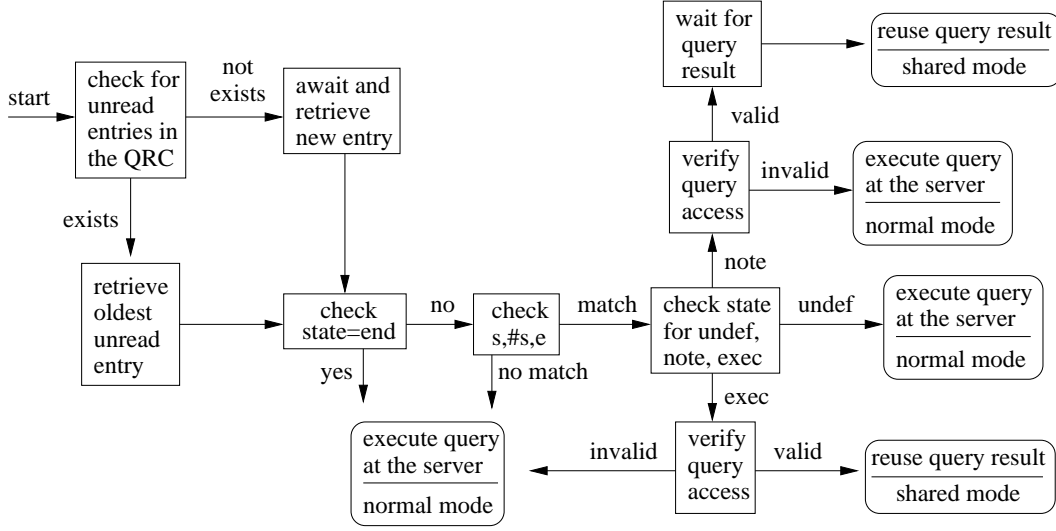 start
check for
unread
entries in
the QRC
not
exists
await and
retrieve
new entry
wait for
query
result
reuse query result
shared mode
valid
verify
query
access
invalid
execute query
at the server
normal mode
exists
note
retrieve
oldest
unread
entry
check
state=end
no
check
s,#s,e
match
check state
for undef,
note, exec
undef
execute query
at the server
normal mode
yes
no match
exec
execute query
at the server
normal mode
invalid
verify
query
access
valid
reuse query result
shared mode